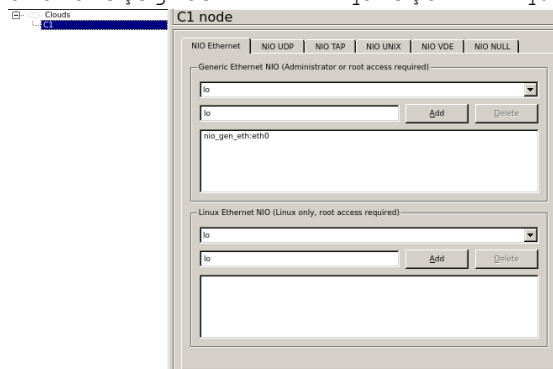 Clouds
C1
C1 node
NIO Ethernet NIO UDP NIO TAP NIO UNIX NIO VDE NIO NULL
Generic Ethernet NIO (Administrator or root access required)
lo
lo Add Delete
nio_gen_eth:eth0
Linux Ethernet NIO (Linux only, root access required)
lo
lo Add Delete